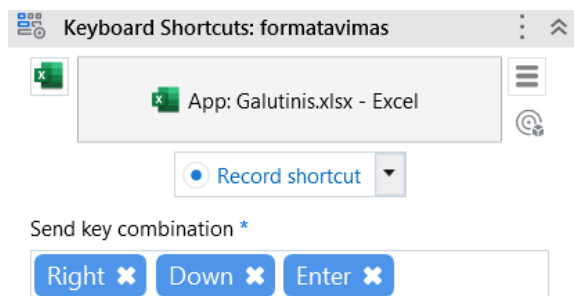 Keyboard Shortcuts: formatavimas
App: Galutinis.xlsx - Excel
Record shortcut
Send key combination *
Right Down Enter